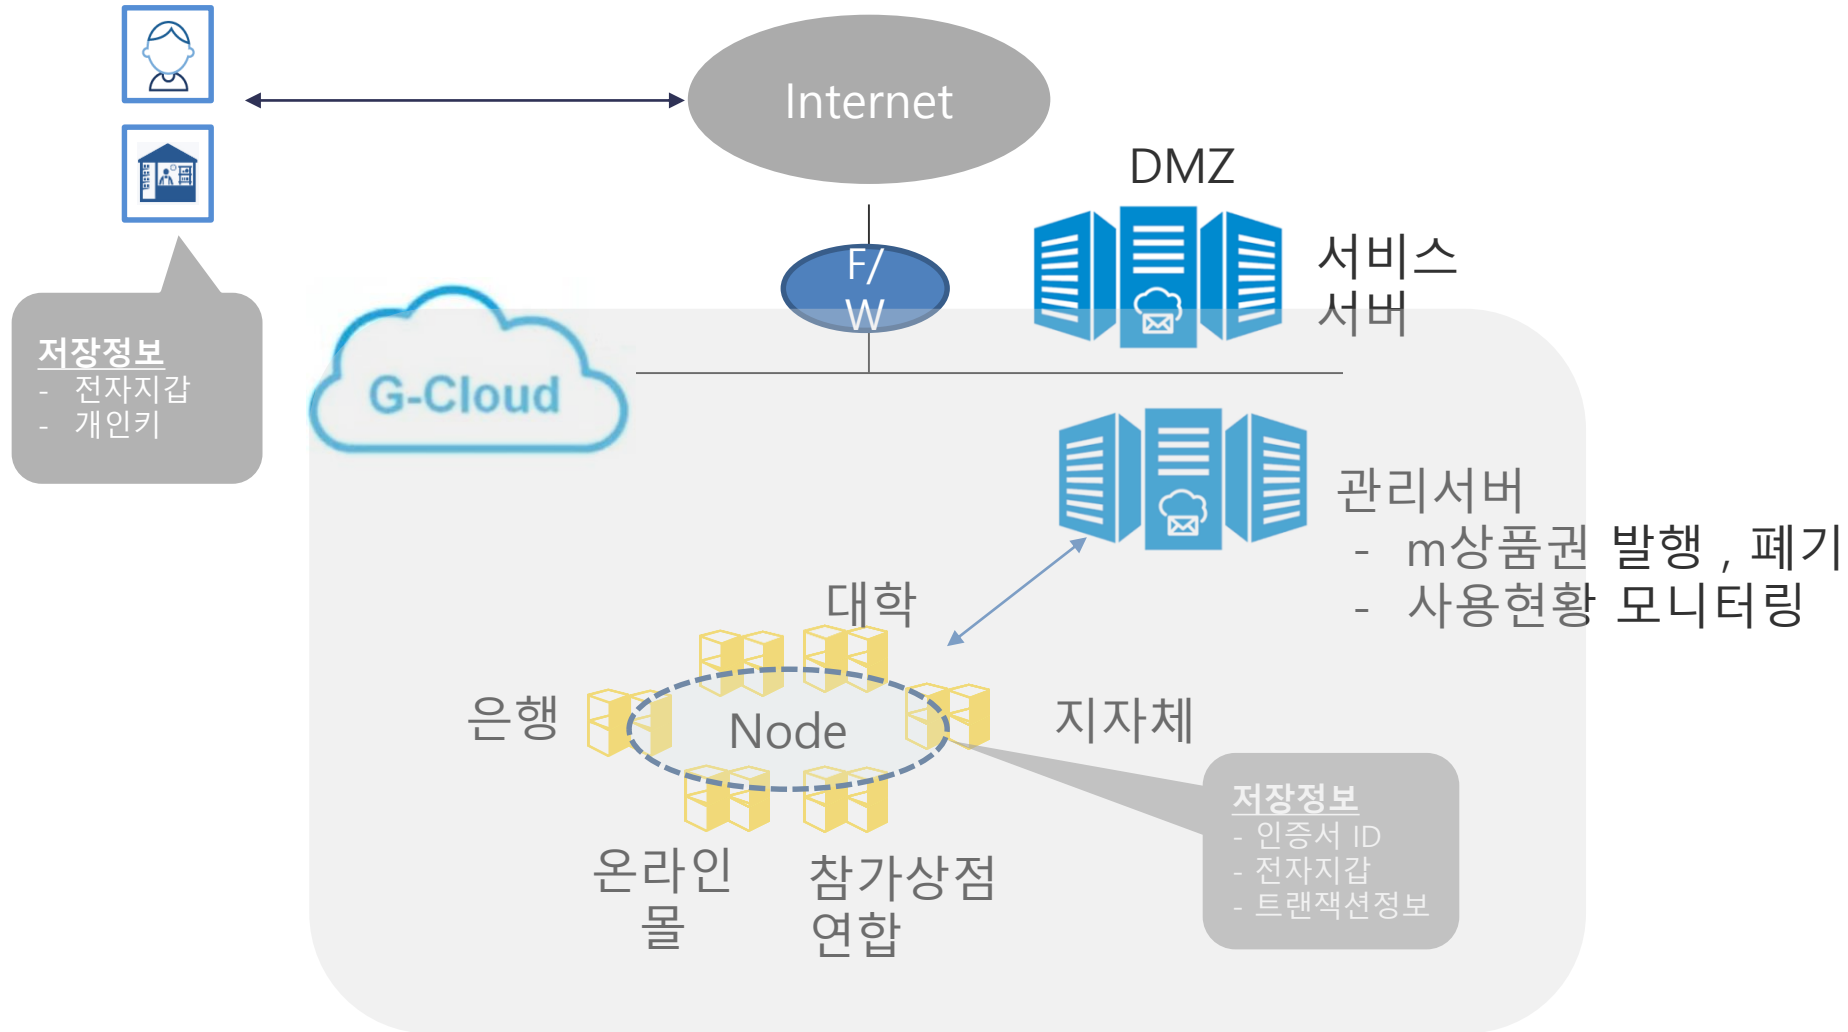 Internet
DMZ
서비스
서버
F/
W
저장정보
- 전자지갑
- 개인키
G-Cloud
관리서버
- m상품권 발행 , 폐기
- 사용현황 모니터링
대학
은행
Node
지자체
저장정보
- 인증서 ID
- 전자지갑
- 트랜잭션정보
온라인
몰
참가상점
연합